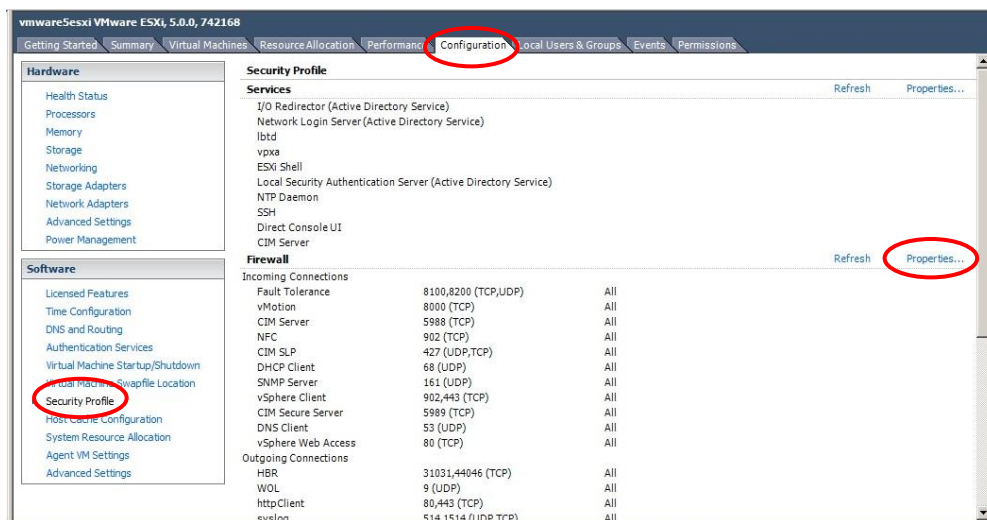 vmware5esxi VMware ESXi, 5.0.0, 742168
Getting Started Summary Virtual Machines Resource Allocation Performance Configuration Local Users & Groups Events Permissions
Hardware
Health Status
Processors
Memory
Storage
Networking
Storage Adapters
Network Adapters
Advanced Settings
Power Management
Software
Licensed Features
Time Configuration
DNS and Routing
Authentication Services
Virtual Machine Startup/Shutdown
Virtual Machine Swapfile Location
Security Profile
Host Cache Configuration
System Resource Allocation
Agent VM Settings
Advanced Settings
Security Profile
Services Refresh Properties...
I/O Redirector (Active Directory Service)
Network Login Server (Active Directory Service)
lbtd
vpxa
ESXi Shell
Local Security Authentication Server (Active Directory Service)
NTP Daemon
SSH
Direct Console UI
CIM Server
Firewall Refresh Properties...
Incoming Connections
Fault Tolerance 8100,8200 (TCP,UDP) All
vMotion 8000 (TCP) All
CIM Server 5988 (TCP) All
NFC 902 (TCP) All
CIM SLP 427 (UDP,TCP) All
DHCP Client 68 (UDP) All
SNMP Server 161 (UDP) All
vSphere Client 902,443 (TCP) All
CIM Secure Server 5989 (TCP) All
DNS Client 53 (UDP) All
vSphere Web Access 80 (TCP) All
Outgoing Connections
HBR 31031,44046 (TCP) All
WOL 9 (UDP) All
httpClient 80,443 (TCP) All
syslog 514,1514 (UDP,TCP) All